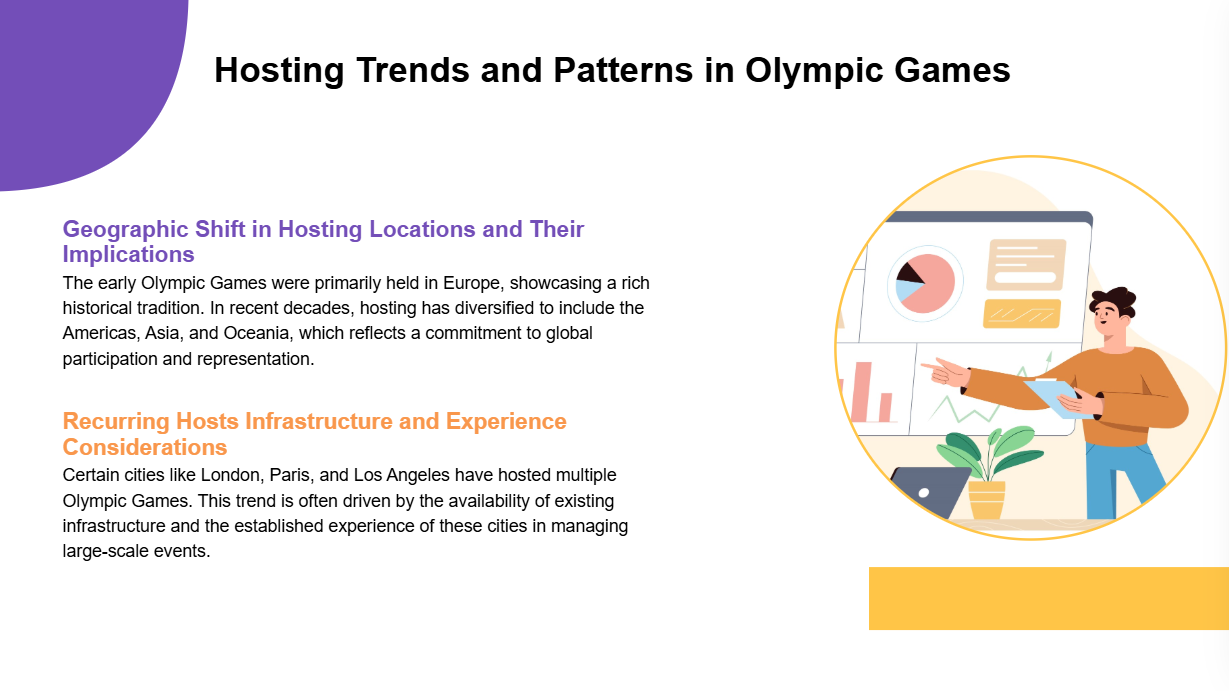 Hosting Trends and Patterns in Olympic Games
Geographic Shift in Hosting Locations and Their
Implications
The early Olympic Games were primarily held in Europe, showcasing a rich
historical tradition. In recent decades, hosting has diversified to include the
Americas, Asia, and Oceania, which reflects a commitment to global
participation and representation.
Recurring Hosts Infrastructure and Experience
Considerations
Certain cities like London, Paris, and Los Angeles have hosted multiple
Olympic Games. This trend is often driven by the availability of existing
infrastructure and the established experience of these cities in managing
large-scale events.